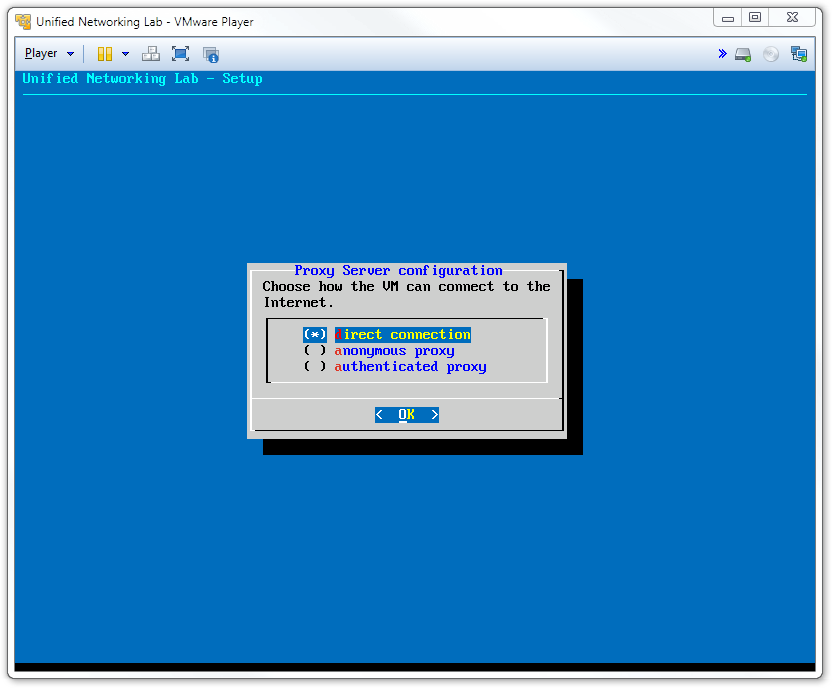 Unified Networking Lab - VMware Player
Player
Unified Networking Lab - Setup
Proxy Server configuration
Choose how the VM can connect to the
Internet.
(*) direct connection
( ) anonymous proxy
( ) authenticated proxy
< OK >